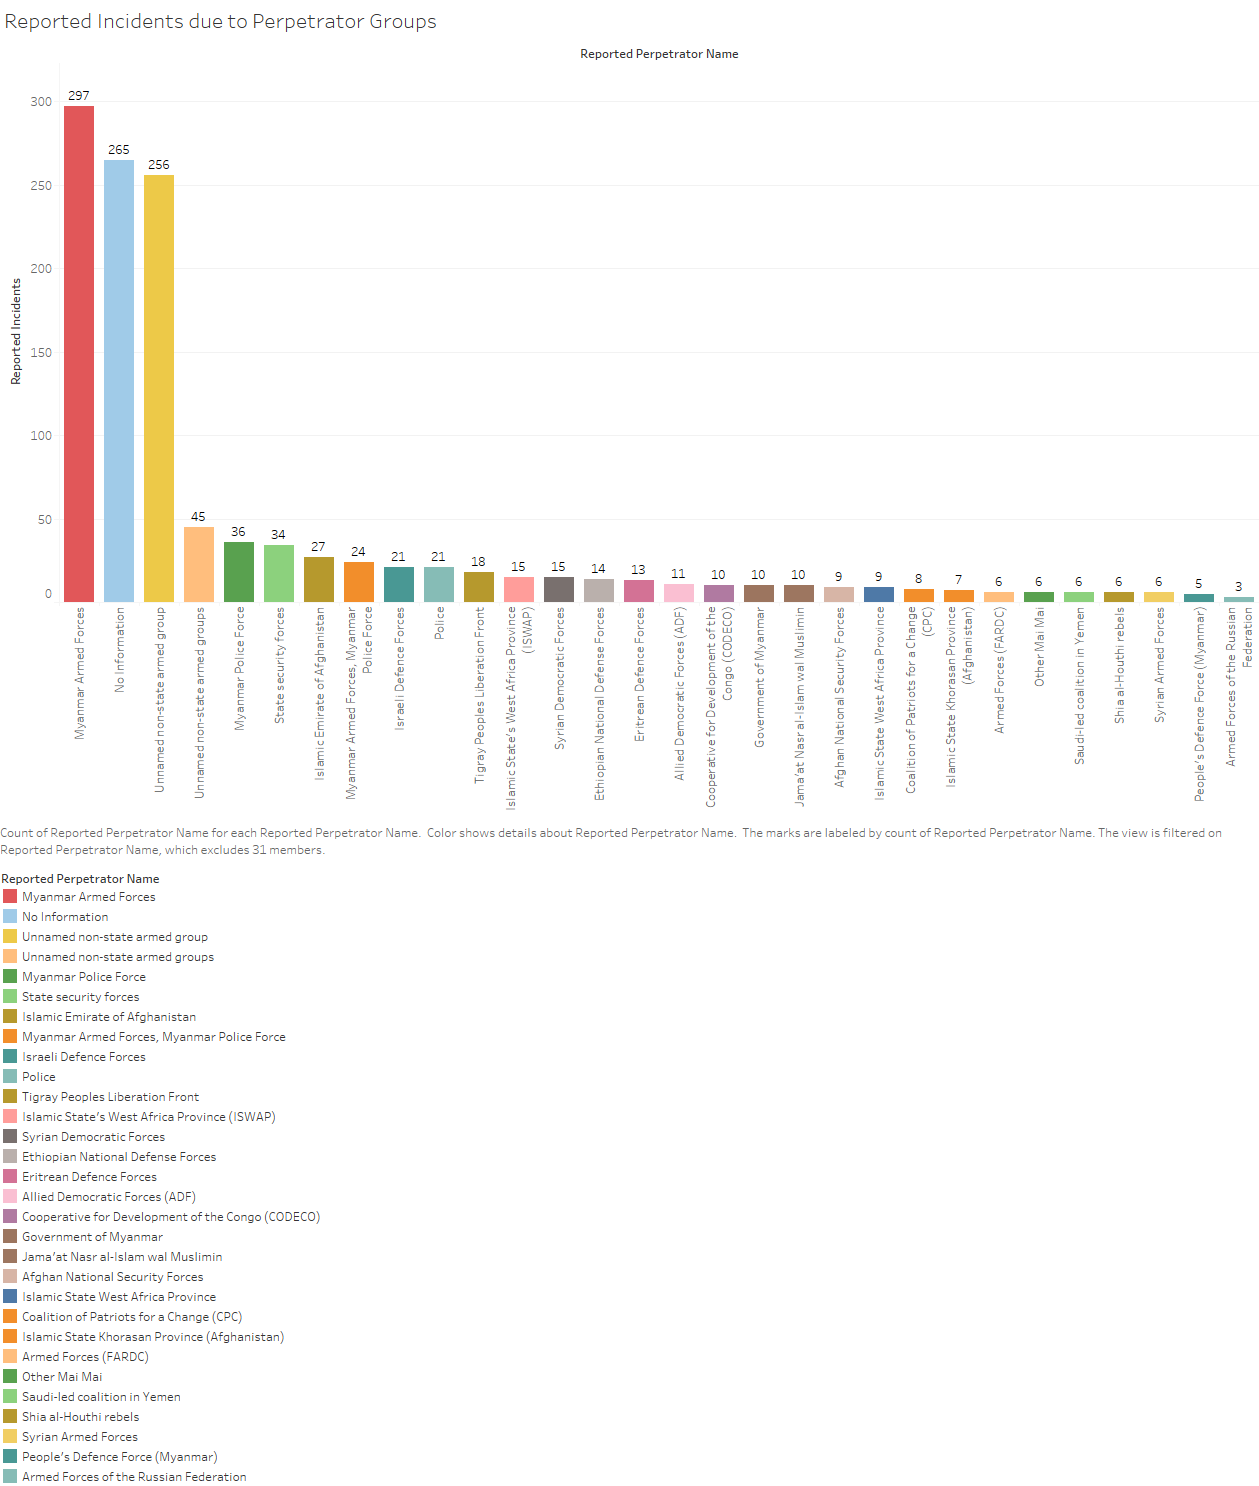 Reported Incidents due to Perpetrator Groups
Reported Perpetrator Name
Reported Incidents
300
250
200
150
100
50
0
297
265
256
45
36
34
27
24
21
21
18
15
15
14
13
11
10
10
10
9
9
8
7
6
6
6
6
6
5
3
Myanmar Armed Forces
No Information
Unnamed non-state armed group
Unnamed non-state armed groups
Myanmar Police Force
State security forces
Islamic Emirate of Afghanistan
Myanmar Armed Forces, Myanmar
Police Force
Israeli Defence Forces
Police
Tigray Peoples Liberation Front
Islamic State's West Africa Province
(ISWAP)
Syrian Democratic Forces
Ethiopian National Defense Forces
Eritrean Defence Forces
Allied Democratic Forces (ADF)
Cooperative for Development of the
Congo (CODECO)
Government of Myanmar
Jama'at Nasr al-Islam wal Muslimin
Afghan National Security Forces
Islamic State West Africa Province
Coalition of Patriots for a Change
(CPC)
Islamic State Khorasan Province
(Afghanistan)
Armed Forces (FARDC)
Other Mai Mai
Saudi-led coalition in Yemen
Shia al-Houthi rebels
Syrian Armed Forces
People's Defence Force (Myanmar)
Armed Forces of the Russian
Federation
Count of Reported Perpetrator Name for each Reported Perpetrator Name. Color shows details about Reported Perpetrator Name. The marks are labeled by count of Reported Perpetrator Name. The view is filtered on
Reported Perpetrator Name, which excludes 31 members.
Reported Perpetrator Name
Myanmar Armed Forces
No Information
Unnamed non-state armed group
Unnamed non-state armed groups
Myanmar Police Force
State security forces
Islamic Emirate of Afghanistan
Myanmar Armed Forces, Myanmar Police Force
Israeli Defence Forces
Police
Tigray Peoples Liberation Front
Islamic State's West Africa Province (ISWAP)
Syrian Democratic Forces
Ethiopian National Defense Forces
Eritrean Defence Forces
Allied Democratic Forces (ADF)
Cooperative for Development of the Congo (CODECO)
Government of Myanmar
Jama'at Nasr al-Islam wal Muslimin
Afghan National Security Forces
Islamic State West Africa Province
Coalition of Patriots for a Change (CPC)
Islamic State Khorasan Province (Afghanistan)
Armed Forces (FARDC)
Other Mai Mai
Saudi-led coalition in Yemen
Shia al-Houthi rebels
Syrian Armed Forces
People's Defence Force (Myanmar)
Armed Forces of the Russian Federation